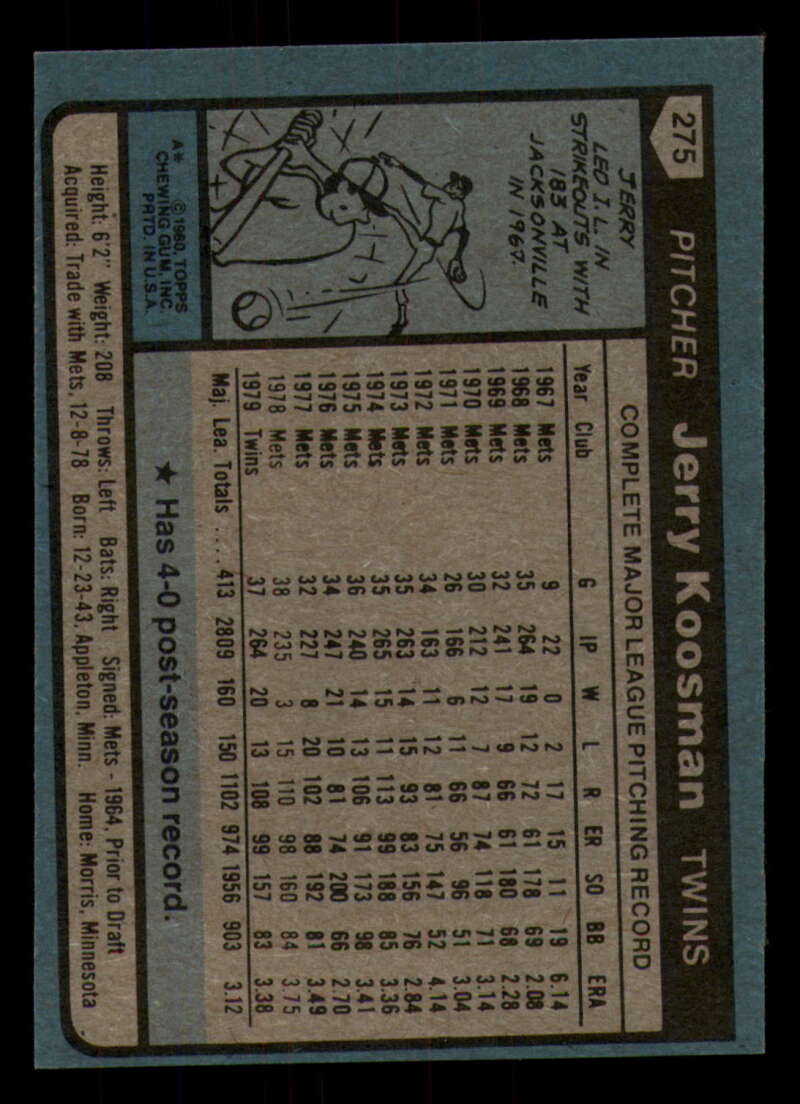 275 PITCHER Jerry Koosman TWINS
JERRY
LED I.L. IN
STRIKEOUTS WITH
183 AT
JACKSONVILLE
IN 1967.
A* © 1980, TOPPS
CHEWING GUM, INC.
PRTD. IN U.S.A.
COMPLETE MAJOR LEAGUE PITCHING RECORD
Year Club G IP W L R ER SO BB ERA
1967 Mets 9 22 0 2 17 15 11 19 6.14
1968 Mets 35 264 19 12 72 61 178 69 2.08
1969 Mets 32 241 17 9 66 61 180 68 2.28
1970 Mets 30 212 12 7 87 74 118 71 3.14
1971 Mets 26 166 6 11 66 56 96 51 3.04
1972 Mets 34 163 11 12 81 75 147 52 4.14
1973 Mets 35 263 14 15 93 83 156 76 2.84
1974 Mets 35 265 15 11 113 99 188 85 3.36
1975 Mets 36 240 14 13 106 91 173 98 3.41
1976 Mets 34 247 21 10 81 74 200 66 2.70
1977 Mets 32 227 8 20 102 88 192 81 3.49
1978 Mets 38 235 3 15 110 98 160 84 3.75
1979 Twins 37 264 20 13 108 99 157 83 3.38
Maj. Lea. Totals .... 413 2809 160 150 1102 974 1956 903 3.12
★ Has 4-0 post-season record.
Height: 6'2" Weight: 208 Throws: Left Bats: Right Signed: Mets - 1964, Prior to Draft
Acquired: Trade with Mets, 12-8-78 Born: 12-23-43, Appleton, Minn. Home: Morris, Minnesota